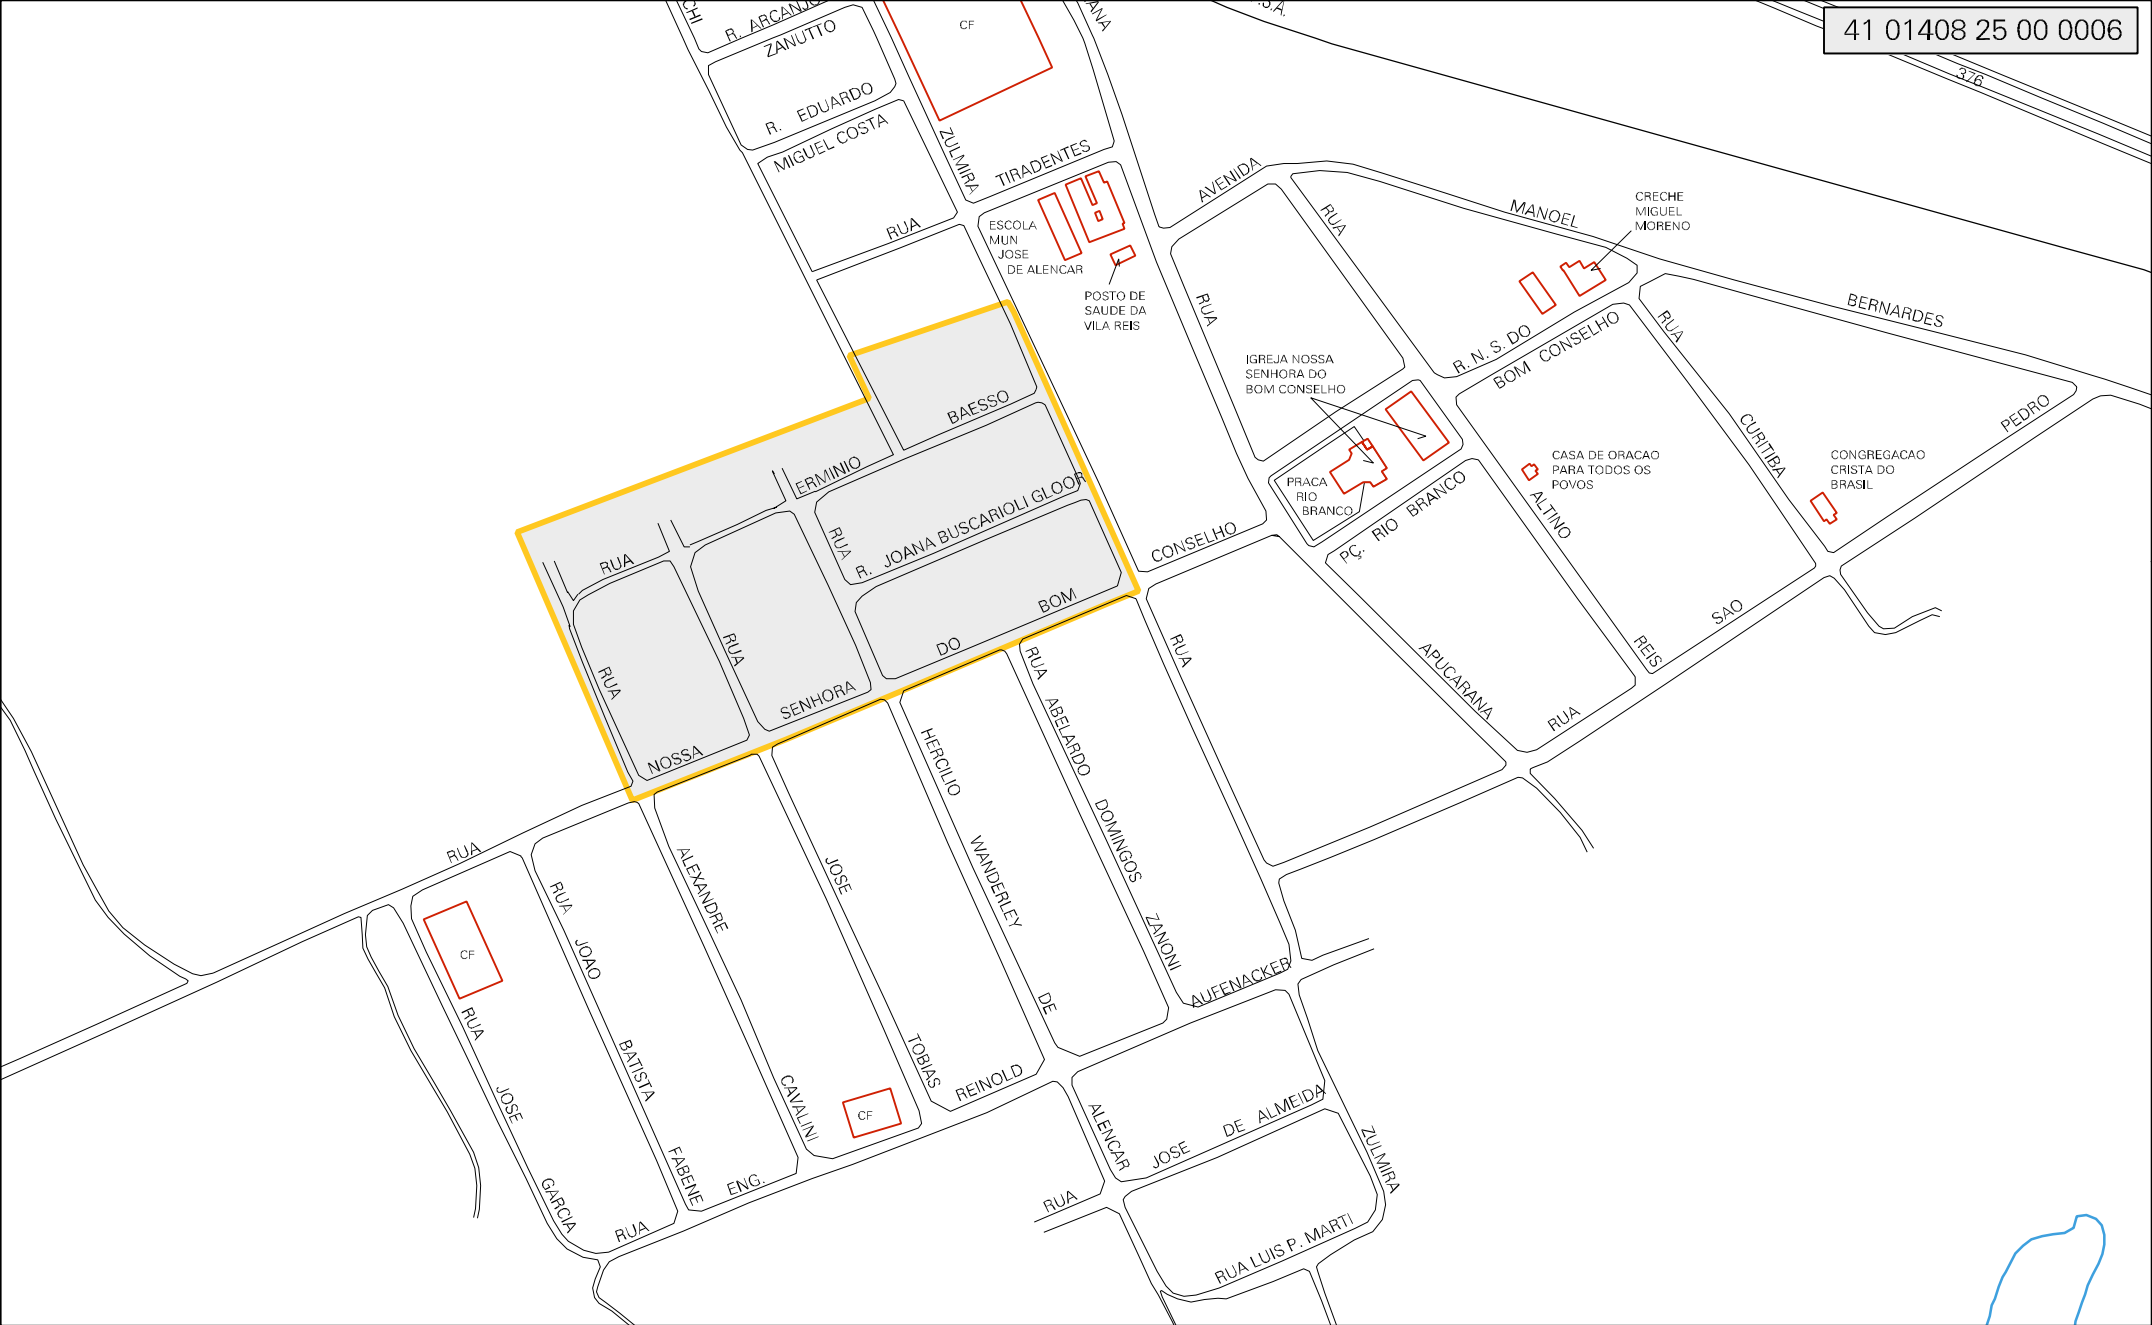 41 01408 25 00 0006
CHI
R. ARCANJO
ZANUTTO
CF
ANA
.S.A.
376
R. EDUARDO
MIGUEL COSTA
ZULMIRA
TIRADENTES
RUA
ESCOLA
MUN
JOSE
DE ALENCAR
POSTO DE
SAUDE DA
VILA REIS
AVENIDA
RUA
MANOEL
CRECHE
MIGUEL
MORENO
BERNARDES
RUA
R. N. S. DO
BOM CONSELHO
RUA
IGREJA NOSSA
SENHORA DO
BOM CONSELHO
PRACA
RIO
BRANCO
PÇ. RIO BRANCO
CASA DE ORACAO
PARA TODOS OS
POVOS
CURITIBA
CONGREGACAO
CRISTA DO
BRASIL
PEDRO
ALTINO
BAESSO
ERMINIO
RUA
RUA
R. JOANA BUSCARIOLI GLOOR
CONSELHO
BOM
DO
SENHORA
NOSSA
RUA
RUA
RUA
RUA
APUCARANA
REIS
SAO
RUA
RUA
ABELARDO
DOMINGOS
ZANONI
HERCILIO
WANDERLEY
DE
ALENCAR
JOSE
TOBIAS
ALEXANDRE
CAVALINI
RUA
JOAO
BATISTA
FABENE
CF
RUA
JOSE
GARCIA
CF
RUA
ENG.
REINOLD
AUFENACKER
RUA
JOSE DE ALMEIDA
ZULMIRA
RUA LUIS P. MARTI